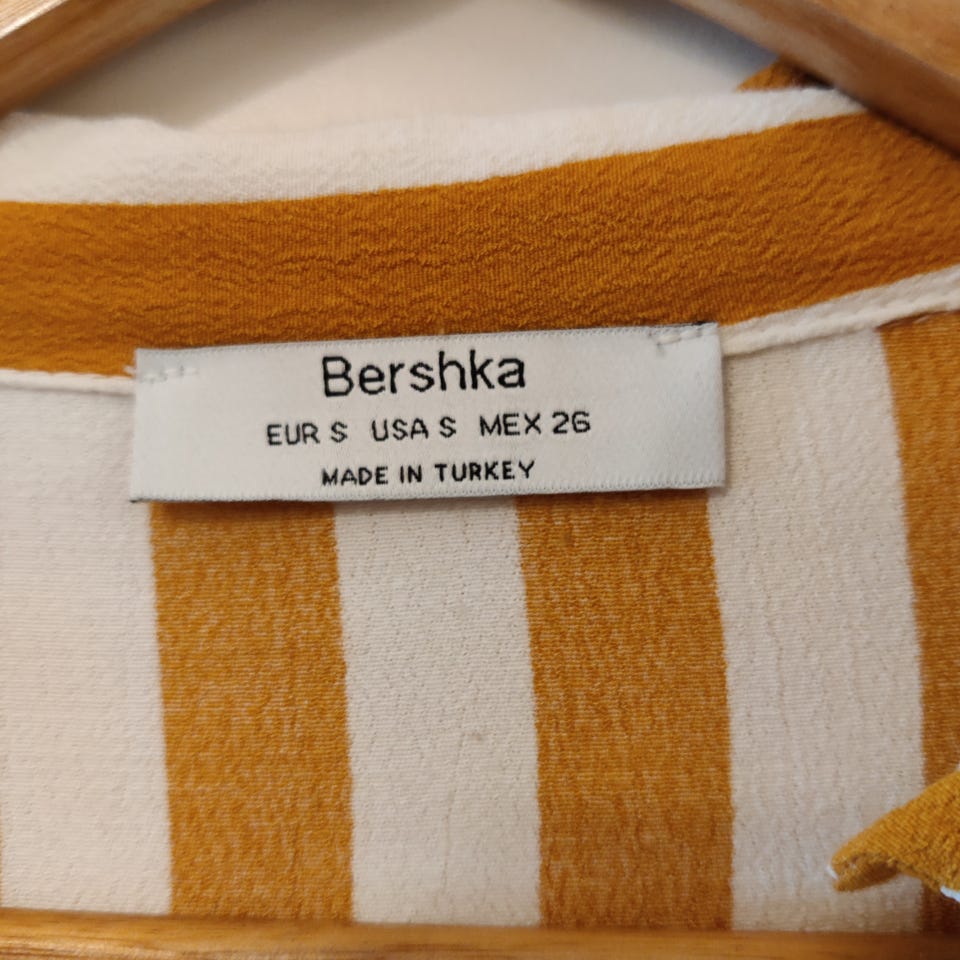 Bershka
EUR S USA S MEX 26
MADE IN TURKEY